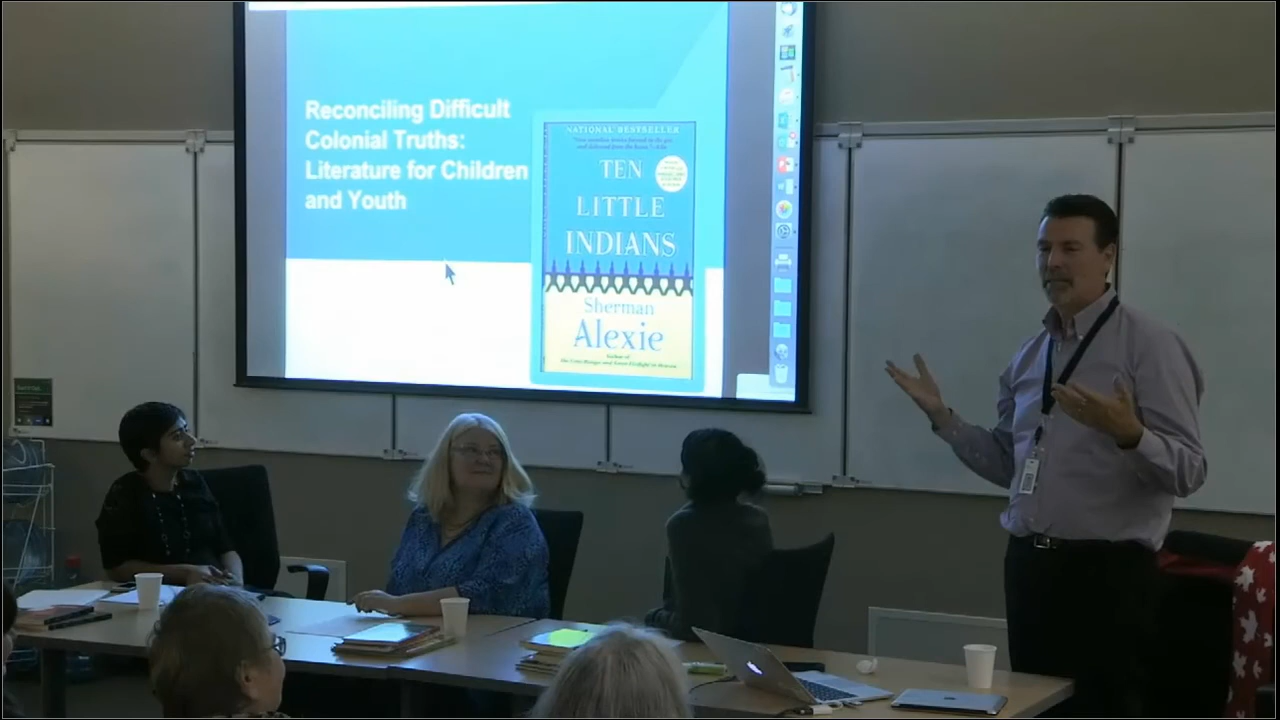 Reconciling Difficult
Colonial Truths:
Literature for Children
and Youth
NATIONAL BESTSELLER
TEN
LITTLE
INDIANS
Sherman
Alexie